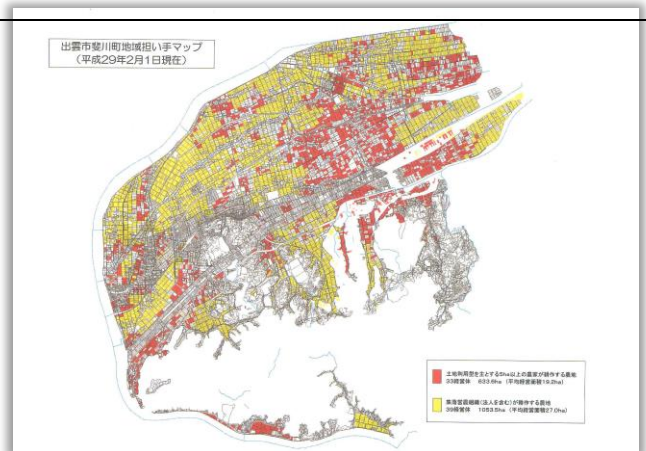 出雲市斐川町地域担い手マップ
(平成29年2月1日現在)
土地利用型を主とする5ha以上の農家が耕作する農地
33経営体 633.6ha (平均経営面積19.2ha)
集落営農組織(法人を含む)が耕作する農地
39経営体 1053.5ha (平均経営面積27.0ha)